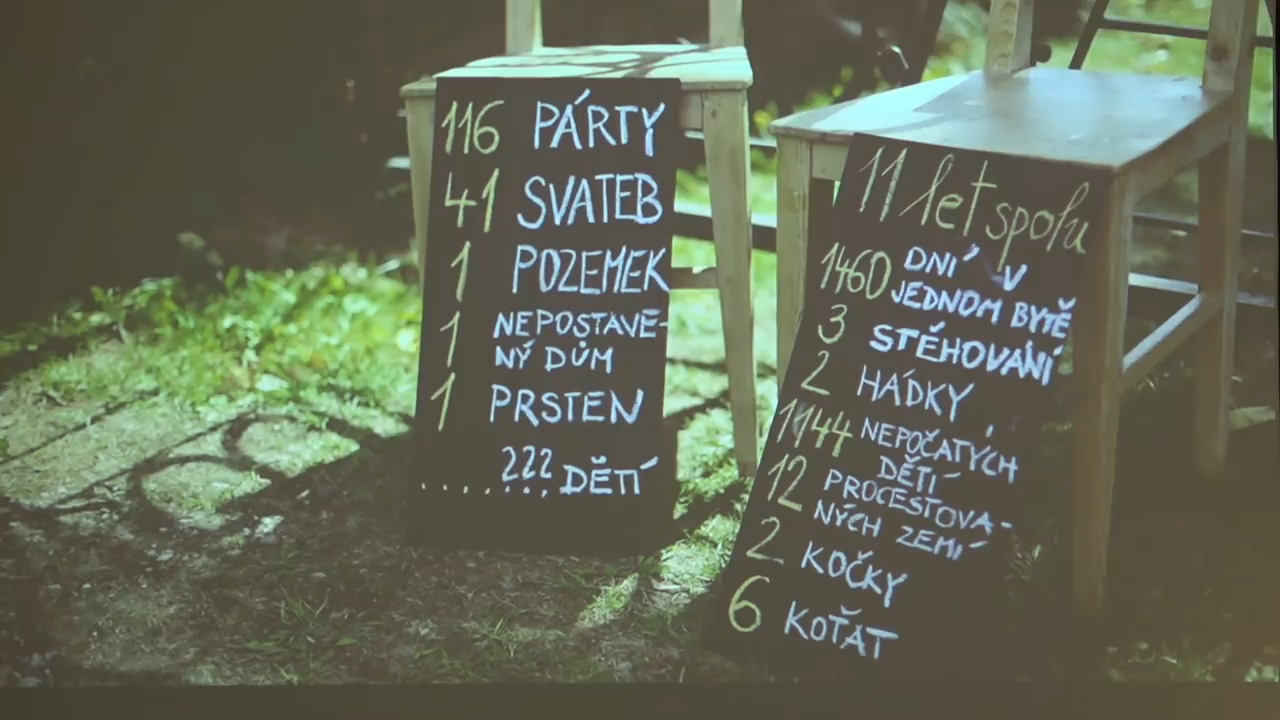 116 PÁRTY
41 SVATEB
1 POZEMEK
1 NEPOSTAVĚ-
NÝ DŮM
1 PRSTEN
??? DĚTÍ
11 let spolu
1460 DNÍ V
JEDNOM BYTĚ
3 STĚHOVÁNÍ
2 HÁDKY
1144 NEPOČATÝCH
DĚTÍ
12 PROCESTOVA-
NÝCH ZEMÍ
2 KOČKY
6 KOŤAT